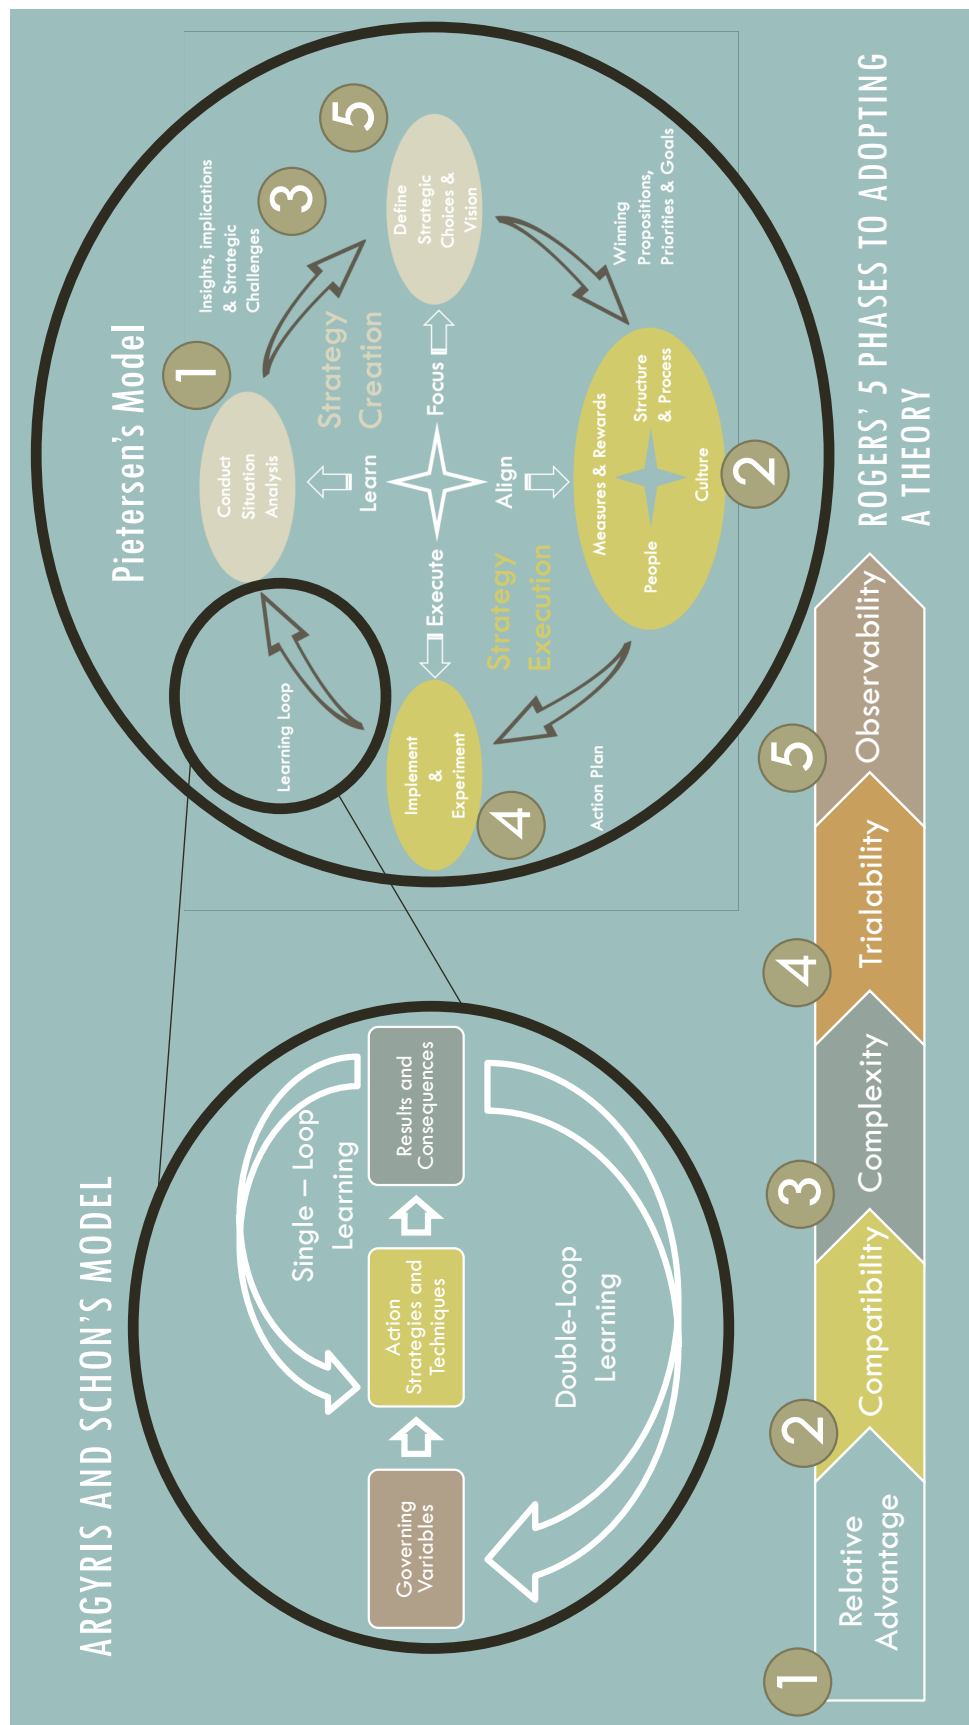 ARGYRIS AND SCHON'S MODEL
Single – Loop
Learning
Governing
Variables
Action
Strategies and
Techniques
Results and
Consequences
Double-Loop
Learning
Pietersen's Model
1
Insights, implications
& Strategic
Challenges
3
5
Conduct
Situation
Analysis
Learning Loop
Strategy
Creation
Learn
Define
Strategic
Choices &
Vision
Focus
Execute
Implement
&
Experiment
4
Align
Strategy
Execution
Action Plan
Winning
Propositions,
Priorities & Goals
Measures & Rewards
Structure
& Process
People
Culture
2
1
2
3
4
5
Relative
Advantage
Compatibility
Complexity
Trialability
Observability
ROGERS' 5 PHASES TO ADOPTING
A THEORY